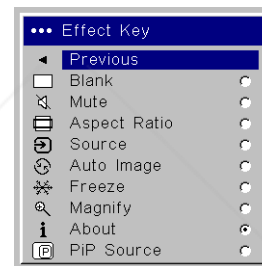 ••• Effect Key
Previous
Blank
Mute
Aspect Ratio
Source
Auto Image
Freeze
Magnify
i About
P PiP Source